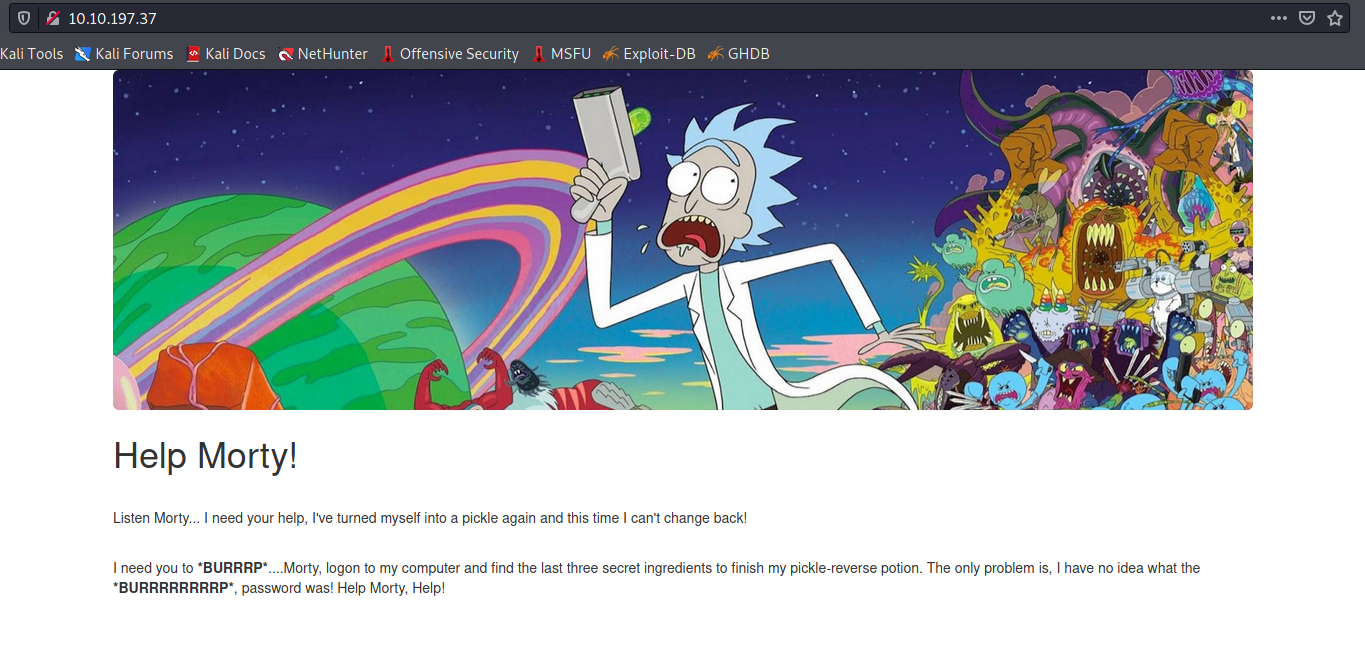 10.10.197.37
Kali Tools Kali Forums Kali Docs NetHunter Offensive Security MSFU Exploit-DB GHDB
Help Morty!
Listen Morty... I need your help, I've turned myself into a pickle again and this time I can't change back!
I need you to *BURRRP*....Morty, logon to my computer and find the last three secret ingredients to finish my pickle-reverse potion. The only problem is, I have no idea what the
*BURRRRRRRRP*, password was! Help Morty, Help!